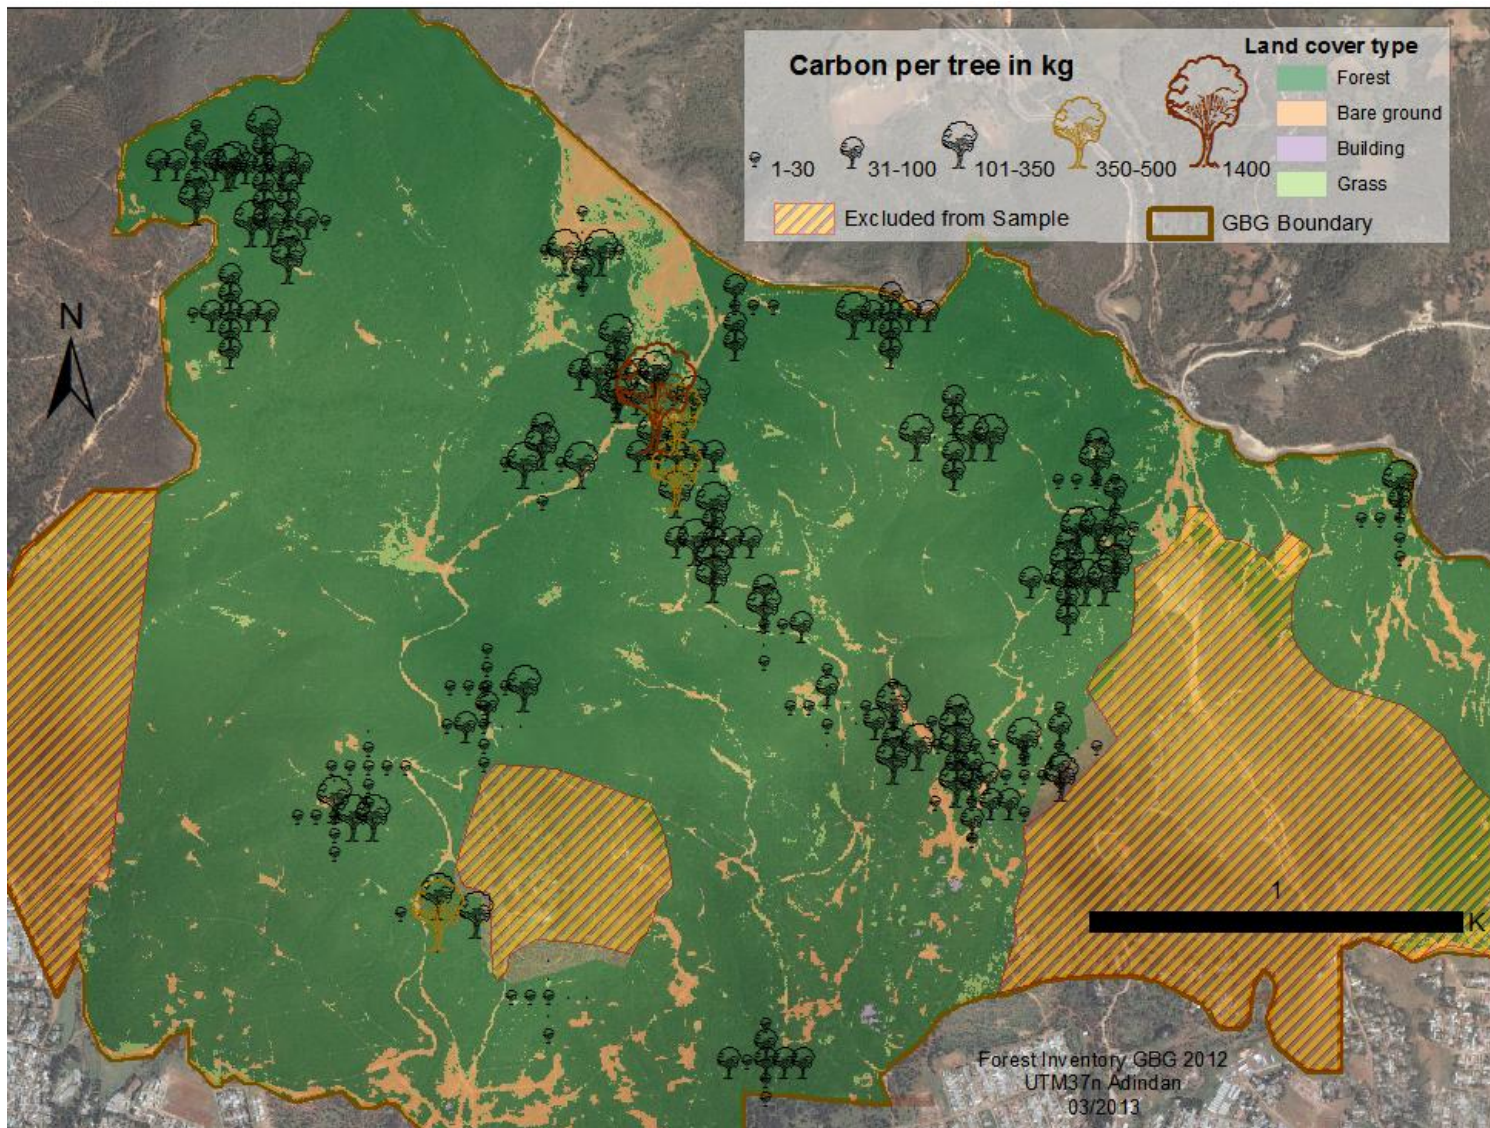 Land cover type
Carbon per tree in kg
Forest
Bare ground
Building
Grass
1-30
31-100
101-350
350-500
1400
Excluded from Sample
GBG Boundary
N
1
K
Forest Inventory GBG 2012
UTM37n Adindan
03/2013